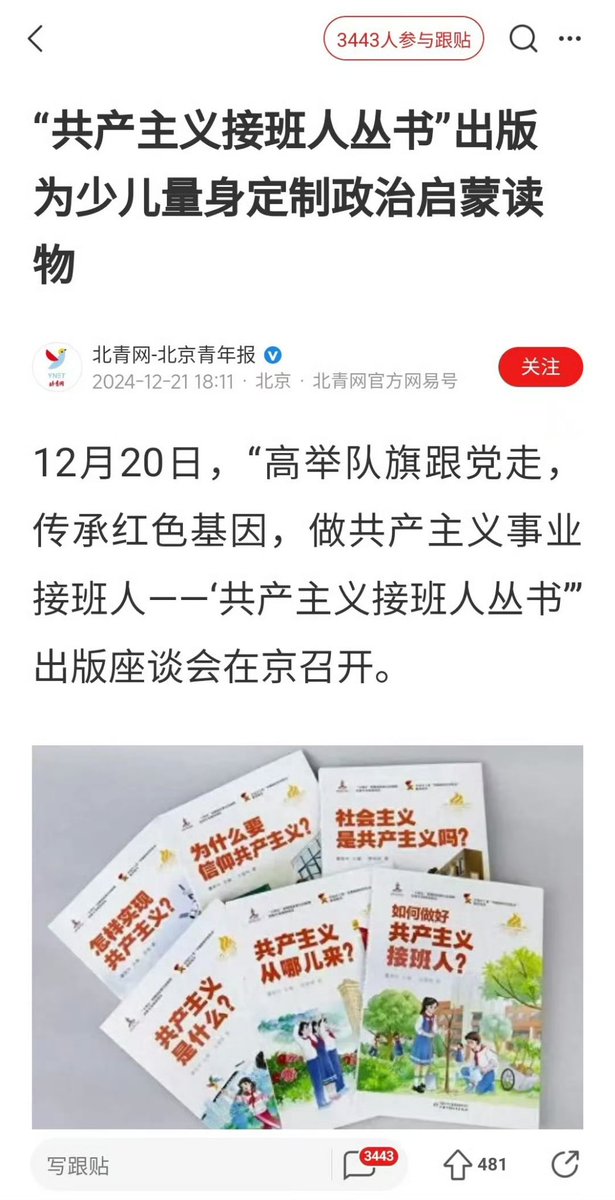 3443人参与跟贴
“共产主义接班人丛书”出版
为少儿量身定制政治启蒙读
物
北青网-北京青年报
YNET
北青网
2024-12-21 18:11 · 北京 · 北青网官方网易号
关注
12月20日，“高举队旗跟党走，
传承红色基因，做共产主义事业
接班人——‘共产主义接班人丛书’”
出版座谈会在京召开。
为什么要
信仰共产主义？
社会主义
是共产主义吗？
怎样实现
共产主义？
共产主义
是什么？
共产主义
从哪儿来？
如何做好
共产主义
接班人？
写跟贴
3443
481